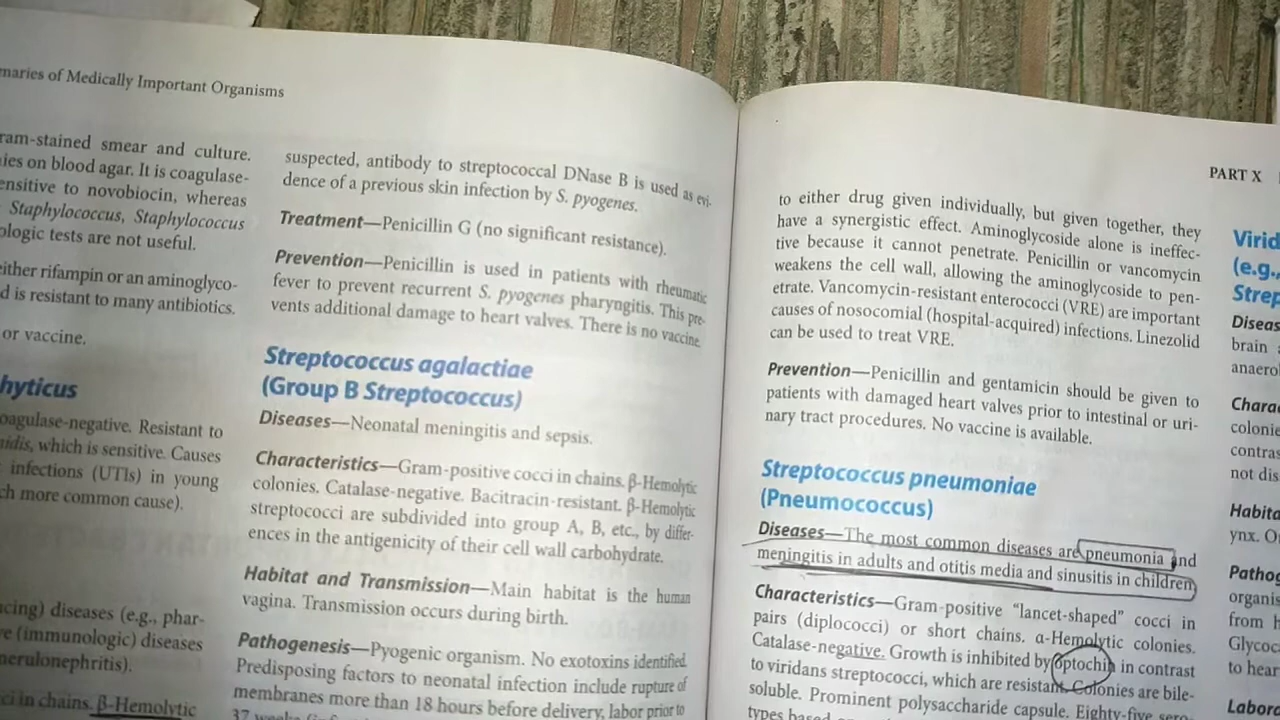 maries of Medically Important Organisms
ram-stained smear and culture.
ies on blood agar. It is coagulase-
ensitive to novobiocin, whereas
Staphylococcus, Staphylococcus
ologic tests are not useful.
either rifampin or an aminoglyco-
d is resistant to many antibiotics.
or vaccine.
hyticus
oagulase-negative. Resistant to
idis, which is sensitive. Causes
infections (UTIs) in young
ch more common cause).
cing) diseases (e.g., phar-
ve (immunologic) diseases
nerulonephritis).
ci in chains. β-Hemolytic
suspected, antibody to streptococcal DNase B is used as evi-
dence of a previous skin infection by S. pyogenes.
Treatment—Penicillin G (no significant resistance).
Prevention—Penicillin is used in patients with rheumatic
fever to prevent recurrent S. pyogenes pharyngitis. This pre-
vents additional damage to heart valves. There is no vaccine.
Streptococcus agalactiae
(Group B Streptococcus)
Diseases—Neonatal meningitis and sepsis.
Characteristics—Gram-positive cocci in chains. β-Hemolytic
colonies. Catalase-negative. Bacitracin-resistant. β-Hemolytic
streptococci are subdivided into group A, B, etc., by differ-
ences in the antigenicity of their cell wall carbohydrate.
Habitat and Transmission—Main habitat is the human
vagina. Transmission occurs during birth.
Pathogenesis—Pyogenic organism. No exotoxins identified.
Predisposing factors to neonatal infection include rupture of
membranes more than 18 hours before delivery, labor prior to
37 weeks
PART X
to either drug given individually, but given together, they
have a synergistic effect. Aminoglycoside alone is ineffec-
tive because it cannot penetrate. Penicillin or vancomycin
weakens the cell wall, allowing the aminoglycoside to pen-
etrate. Vancomycin-resistant enterococci (VRE) are important
causes of nosocomial (hospital-acquired) infections. Linezolid
can be used to treat VRE.
Prevention—Penicillin and gentamicin should be given to
patients with damaged heart valves prior to intestinal or uri-
nary tract procedures. No vaccine is available.
Streptococcus pneumoniae
(Pneumococcus)
Diseases—The most common diseases are pneumonia and
meningitis in adults and otitis media and sinusitis in children
Characteristics—Gram-positive "lancet-shaped" cocci in
pairs (diplococci) or short chains. α-Hemolytic colonies.
Catalase-negative. Growth is inhibited by optochin in contrast
to viridans streptococci, which are resistant. Colonies are bile-
soluble. Prominent polysaccharide capsule. Eighty-five sero
types based
Virid
(e.g.,
Strep
Diseas
brain
anaero
Chara
colonie
contras
not dis
Habita
ynx. O
Pathog
organis
from h
Glycoc
to hear
Labora